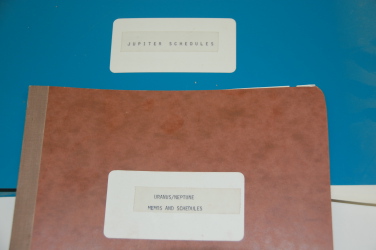 JUPITER SCHEDULES
URANUS/NEPTUNE
MEMOS AND SCHEDULES